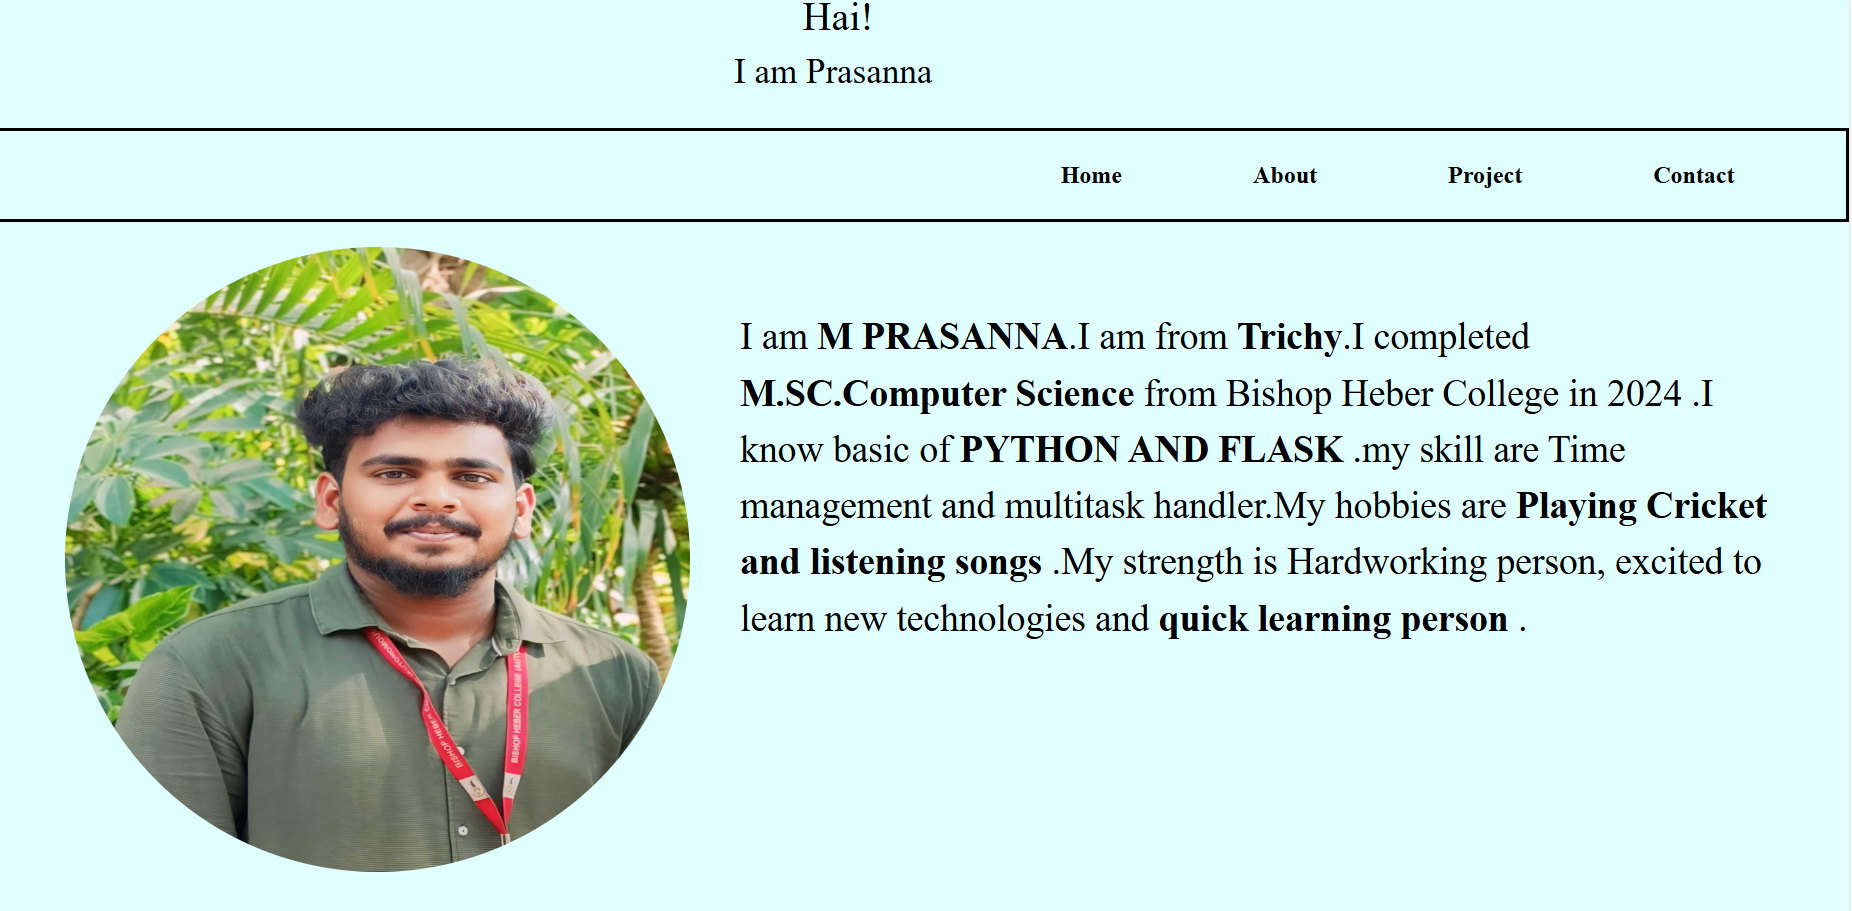 Hai!
I am Prasanna
Home About Project Contact
I am M PRASANNA.I am from Trichy.I completed
M.SC.Computer Science from Bishop Heber College in 2024 .I
know basic of PYTHON AND FLASK .my skill are Time
management and multitask handler.My hobbies are Playing Cricket
and listening songs .My strength is Hardworking person, excited to
learn new technologies and quick learning person .
BISHOP HEBER
BISHOP HEBER COLLEGE